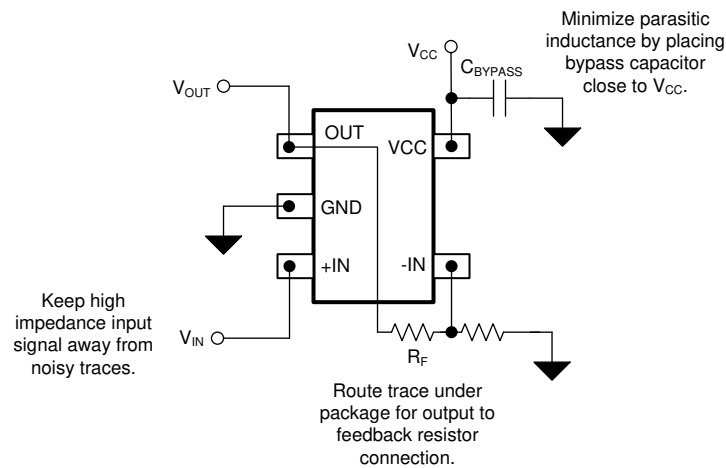 Minimize parasitic
inductance by placing
bypass capacitor
close to VCC.
VCC
CBYPASS
VOUT
OUT
VCC
GND
+IN
-IN
Keep high
impedance input
signal away from
noisy traces.
VIN
RF
Route trace under
package for output to
feedback resistor
connection.